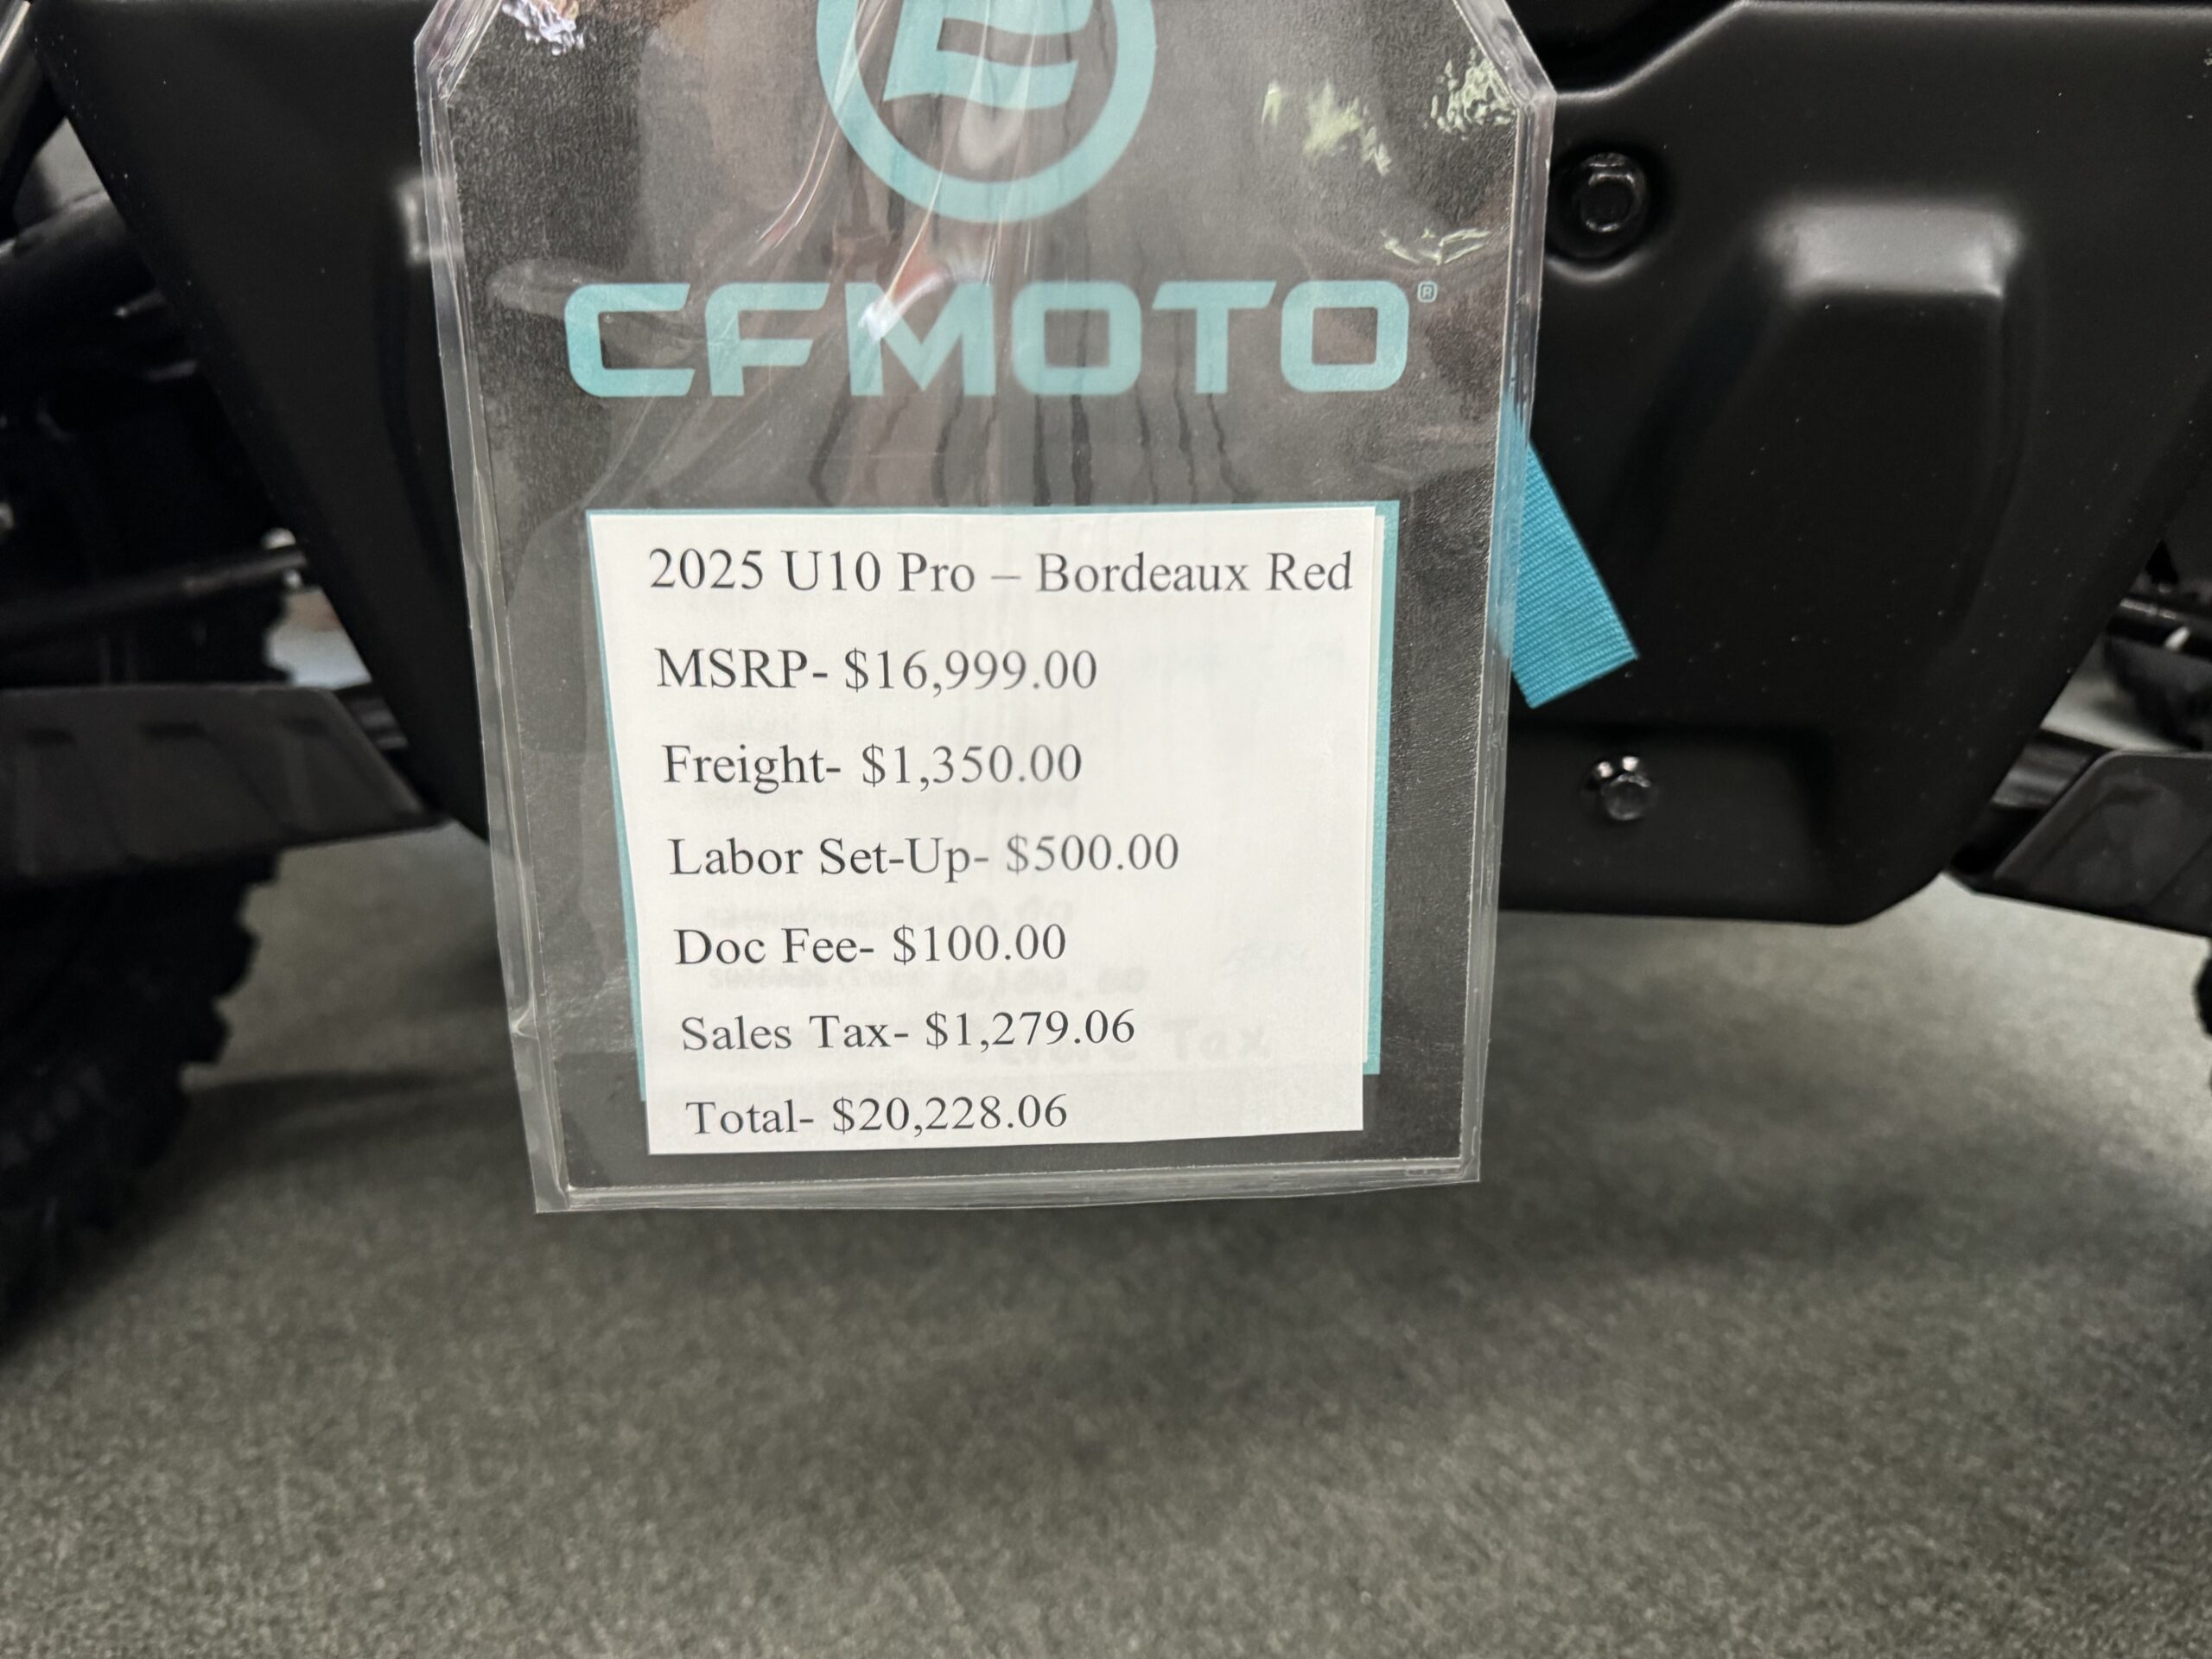 CFMOTO®
2025 U10 Pro – Bordeaux Red
MSRP- $16,999.00
Freight- $1,350.00
Labor Set-Up- $500.00
Doc Fee- $100.00
Sales Tax- $1,279.06
Total- $20,228.06